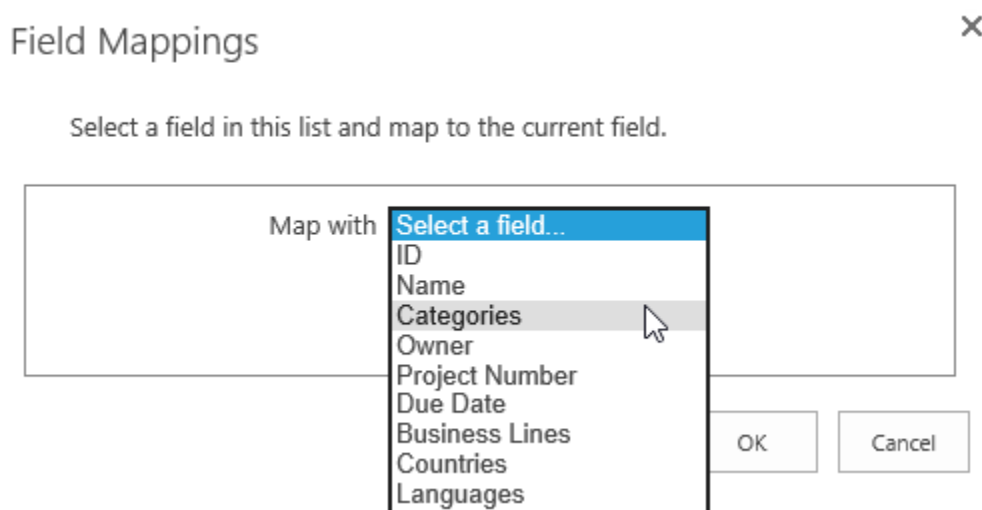 Field Mappings
Select a field in this list and map to the current field.
Map with Select a field...
ID
Name
Categories
Owner
Project Number
Due Date
Business Lines
Countries
Languages
OK Cancel